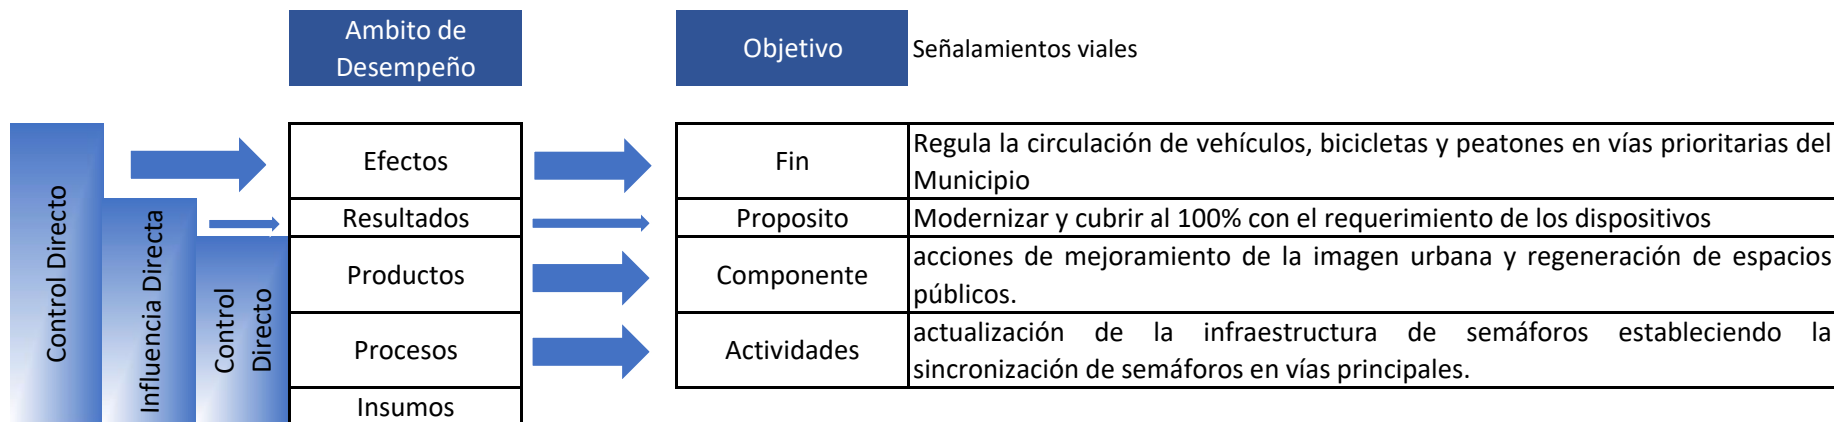 Ambito de
Desempeño
Objetivo
Señalamientos viales
Control Directo
Influencia Directa
Control
Directo
Efectos
Fin
Regula la circulación de vehículos, bicicletas y peatones en vías prioritarias del
Municipio
Resultados
Proposito
Modernizar y cubrir al 100% con el requerimiento de los dispositivos
Productos
Componente
acciones de mejoramiento de la imagen urbana y regeneración de espacios
públicos.
Procesos
Actividades
actualización de la infraestructura de semáforos estableciendo la
sincronización de semáforos en vías principales.
Insumos